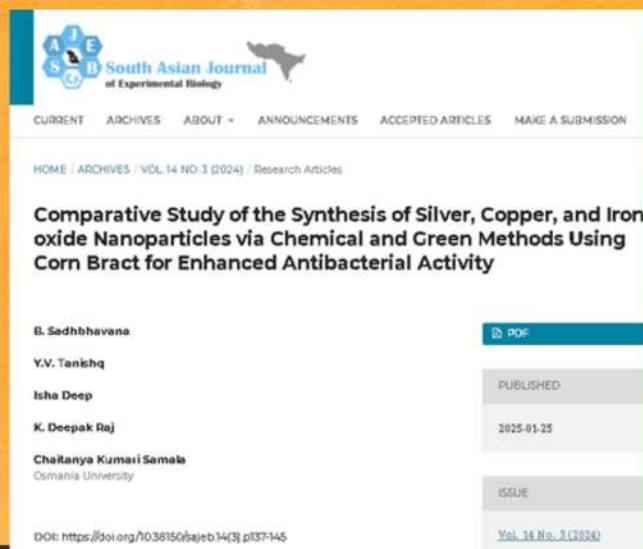 A J E
S B
South Asian Journal
of Experimental Biology
CURRENT ARCHIVES ABOUT ANNOUNCEMENTS ACCEPTED ARTICLES MAKE A SUBMISSION
HOME / ARCHIVES / VOL. 14 NO. 3 (2024) / Research Articles
Comparative Study of the Synthesis of Silver, Copper, and Iron
oxide Nanoparticles via Chemical and Green Methods Using
Corn Bract for Enhanced Antibacterial Activity
B. Sadhbhavana
Y.V. Tanishq
Isha Deep
K. Deepak Raj
Chaitanya Kumari Samala
Osmania University
DOI: https://doi.org/10.38150/sajeb.14(3).p137-145
PDF
PUBLISHED
2025-01-25
ISSUE
Vol. 14 No. 3 (2024)